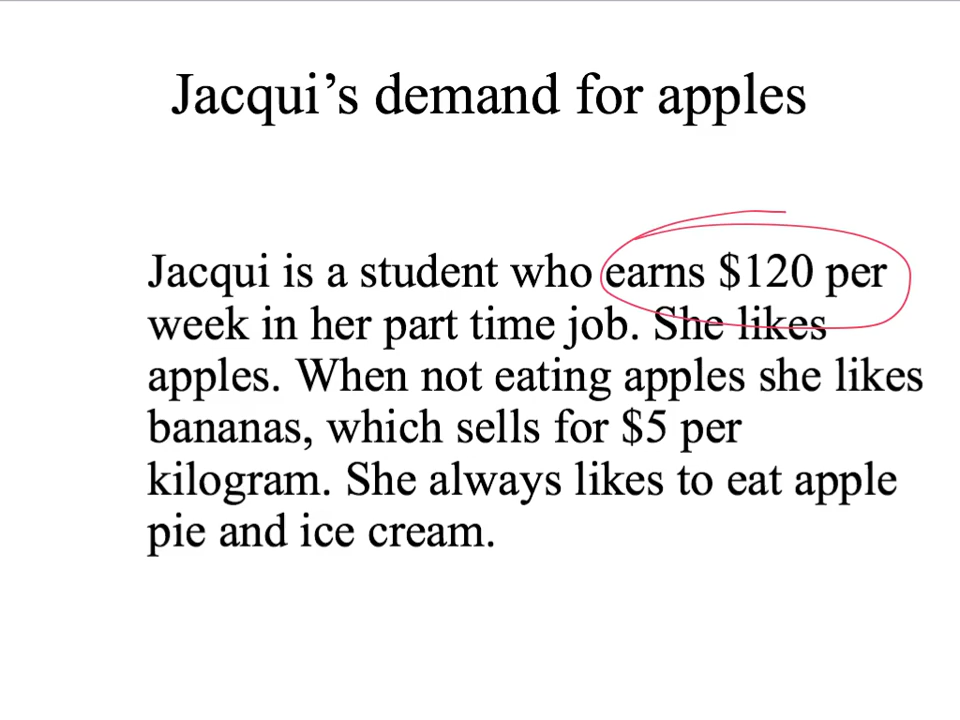 Jacqui’s demand for apples
Jacqui is a student who earns $120 per
week in her part time job. She likes
apples. When not eating apples she likes
bananas, which sells for $5 per
kilogram. She always likes to eat apple
pie and ice cream.